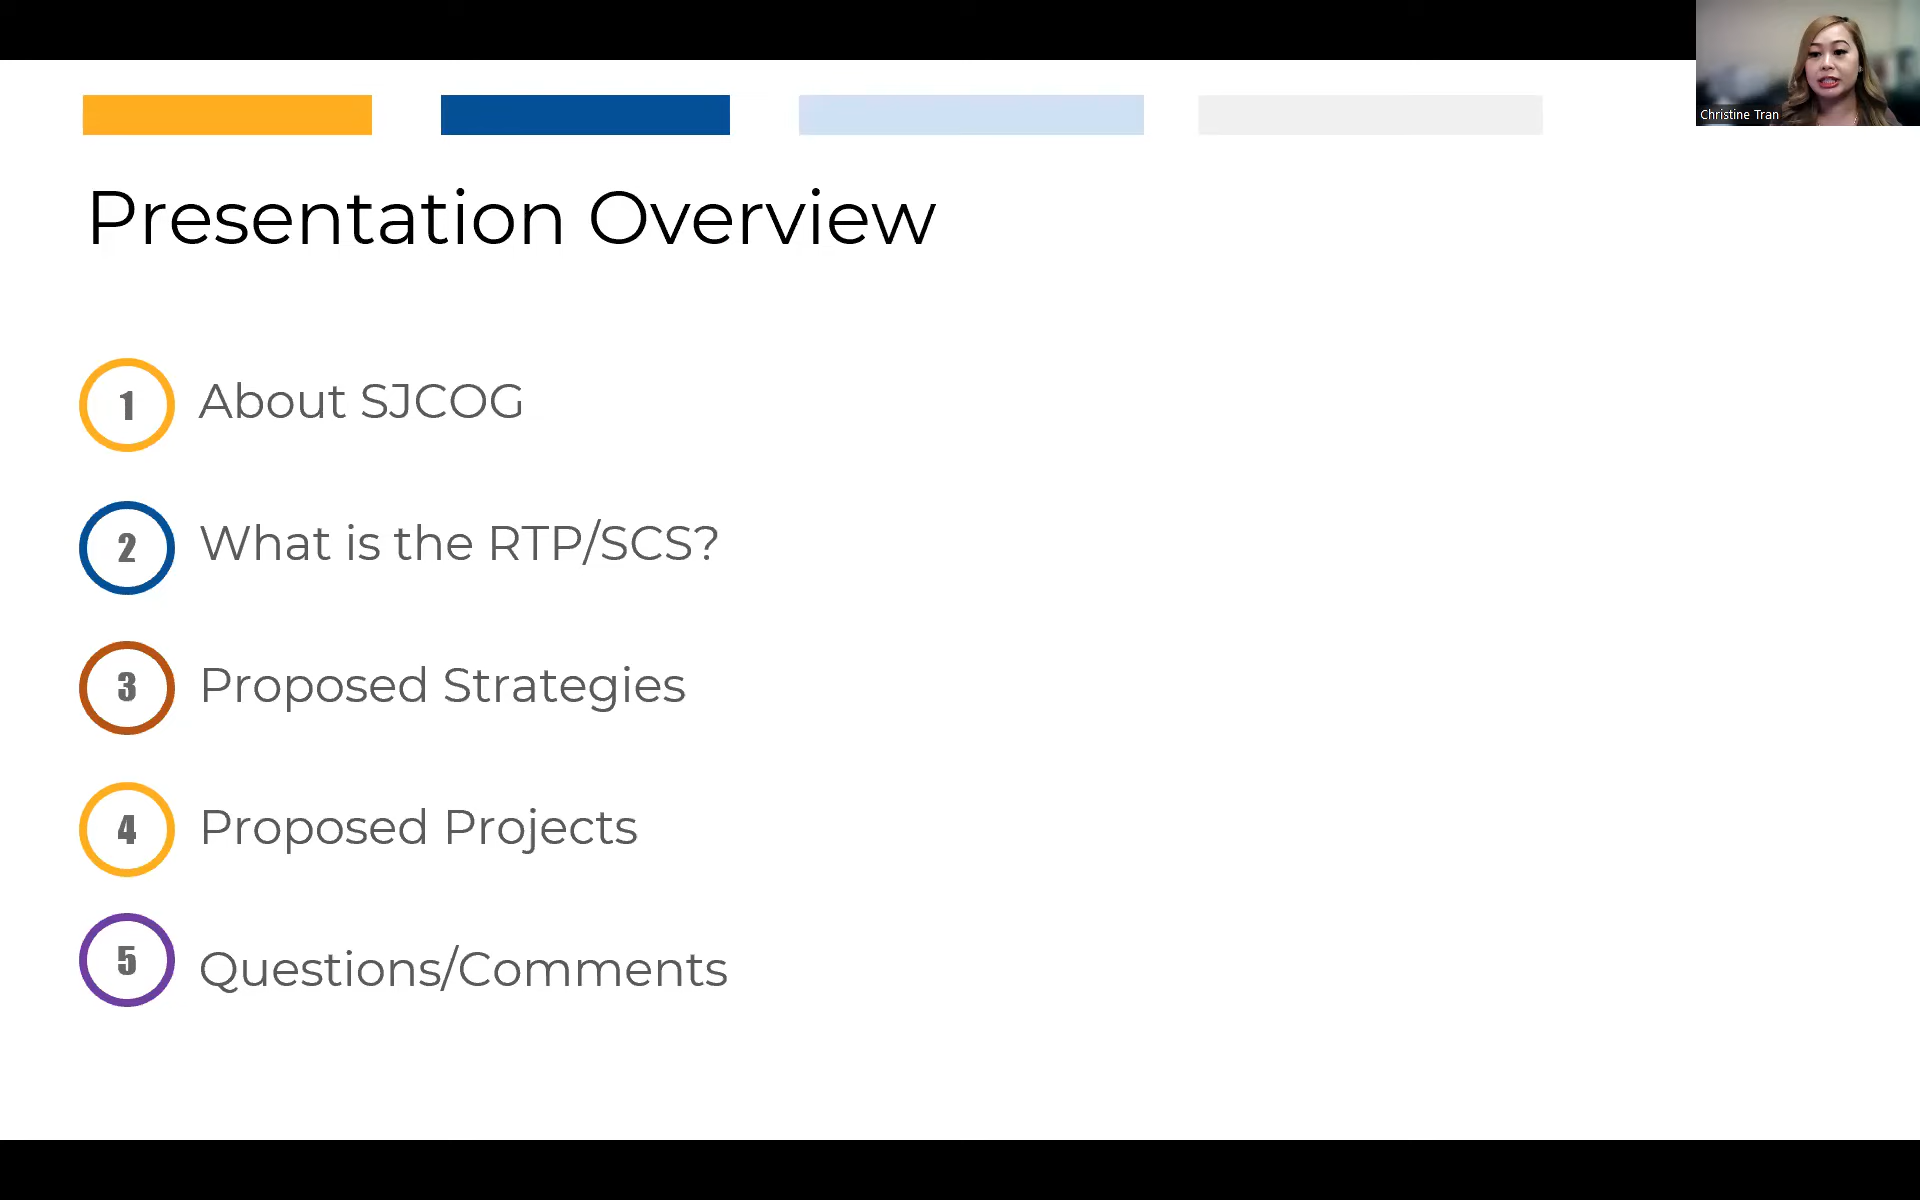 Christine Tran
Presentation Overview
1 About SJCOG
2 What is the RTP/SCS?
3 Proposed Strategies
4 Proposed Projects
5 Questions/Comments